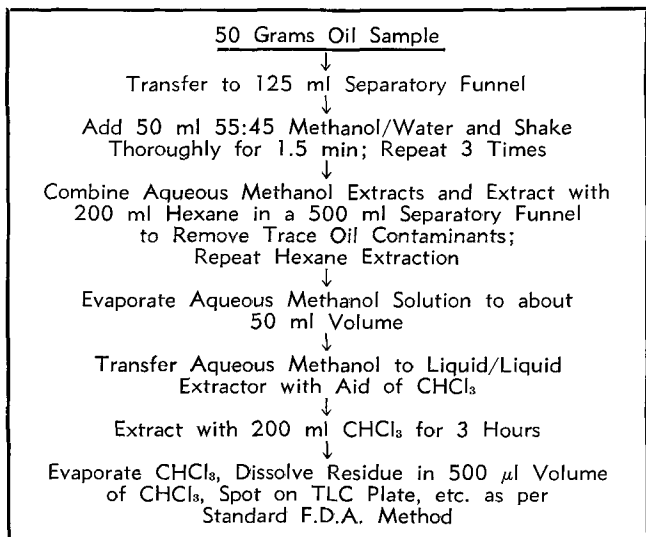 50 Grams Oil Sample
↓
Transfer to 125 ml Separatory Funnel
↓
Add 50 ml 55:45 Methanol/Water and Shake
Thoroughly for 1.5 min; Repeat 3 Times
↓
Combine Aqueous Methanol Extracts and Extract with
200 ml Hexane in a 500 ml Separatory Funnel
to Remove Trace Oil Contaminants;
Repeat Hexane Extraction
↓
Evaporate Aqueous Methanol Solution to about
50 ml Volume
↓
Transfer Aqueous Methanol to Liquid/Liquid
Extractor with Aid of CHCl₃
↓
Extract with 200 ml CHCl₃ for 3 Hours
↓
Evaporate CHCl₃, Dissolve Residue in 500 μl Volume
of CHCl₃, Spot on TLC Plate, etc. as per
Standard F.D.A. Method